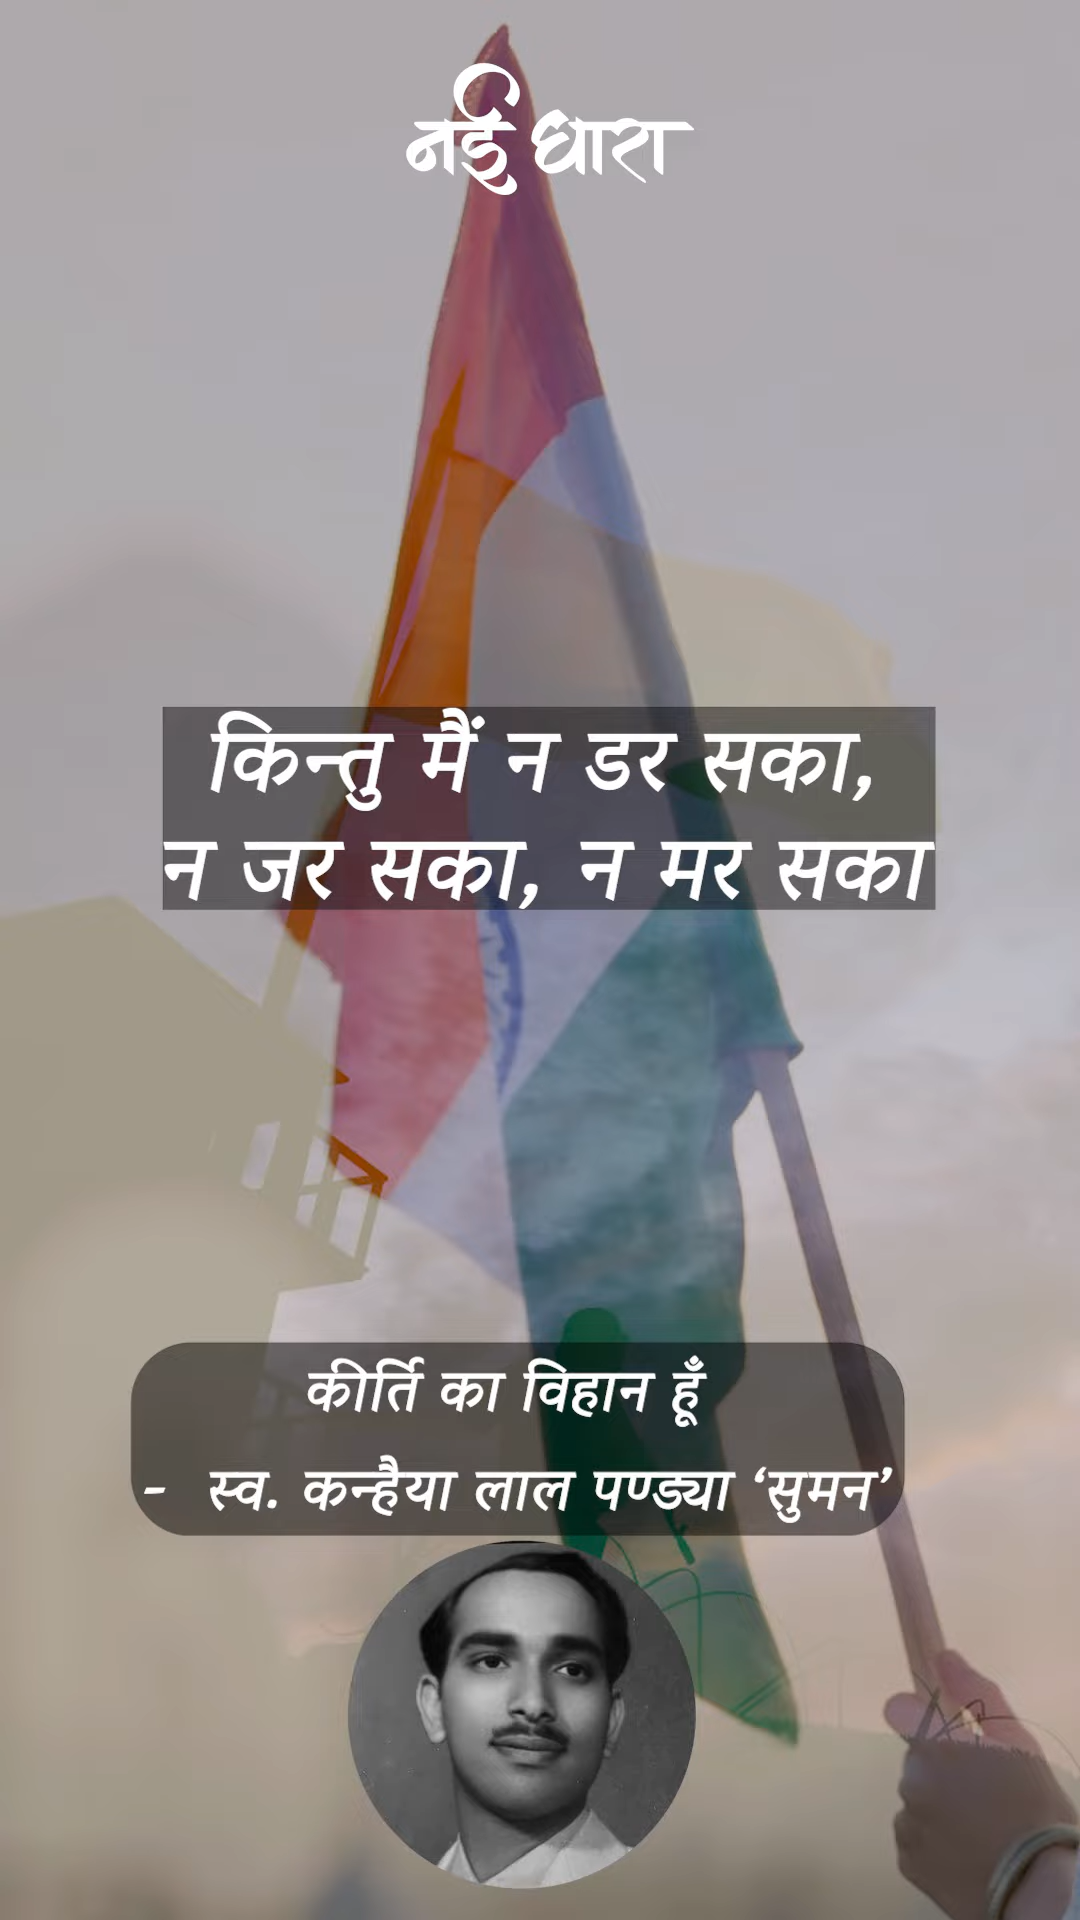 नई धारा
किन्तु मैं न डर सका,
न जर सका, न मर सका
कीर्ति का विहान हूँ
- स्व. कन्हैया लाल पण्ड्या ‘सुमन’